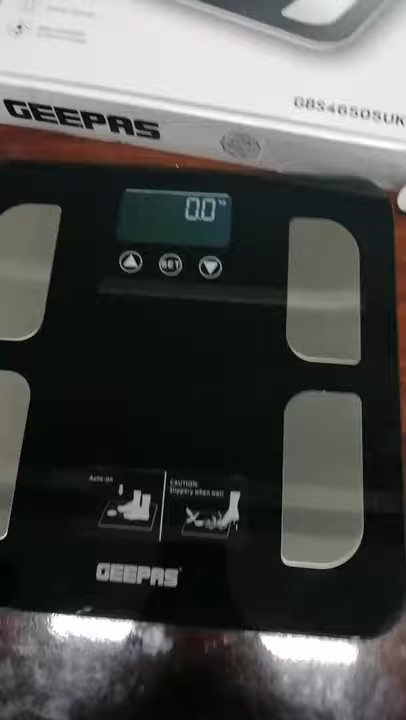 GEEPAS
GBS46505UK
0.0
SET
Auto-on
CAUTION:
Slippery when wet!
GEEPAS